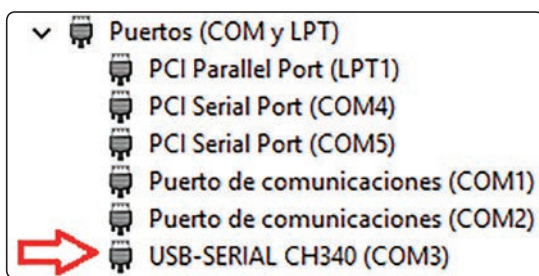 Puertos (COM y LPT)
PCI Parallel Port (LPT1)
PCI Serial Port (COM4)
PCI Serial Port (COM5)
Puerto de comunicaciones (COM1)
Puerto de comunicaciones (COM2)
USB-SERIAL CH340 (COM3)